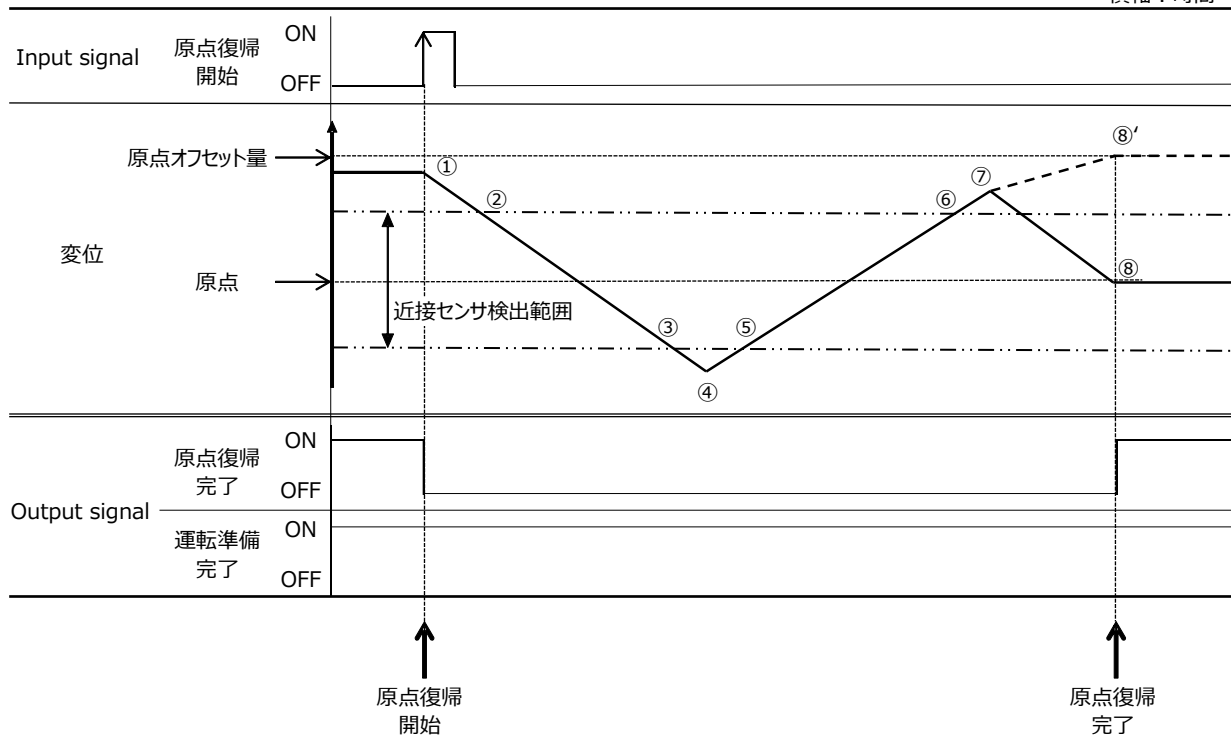 Input signal
原点復帰
開始
ON
OFF
原点オフセット量
変位
原点
近接センサ検出範囲
①
②
③
④
⑤
⑥
⑦
⑧
⑧'
Output signal
原点復帰
完了
ON
OFF
運転準備
完了
ON
OFF
原点復帰
開始
原点復帰
完了